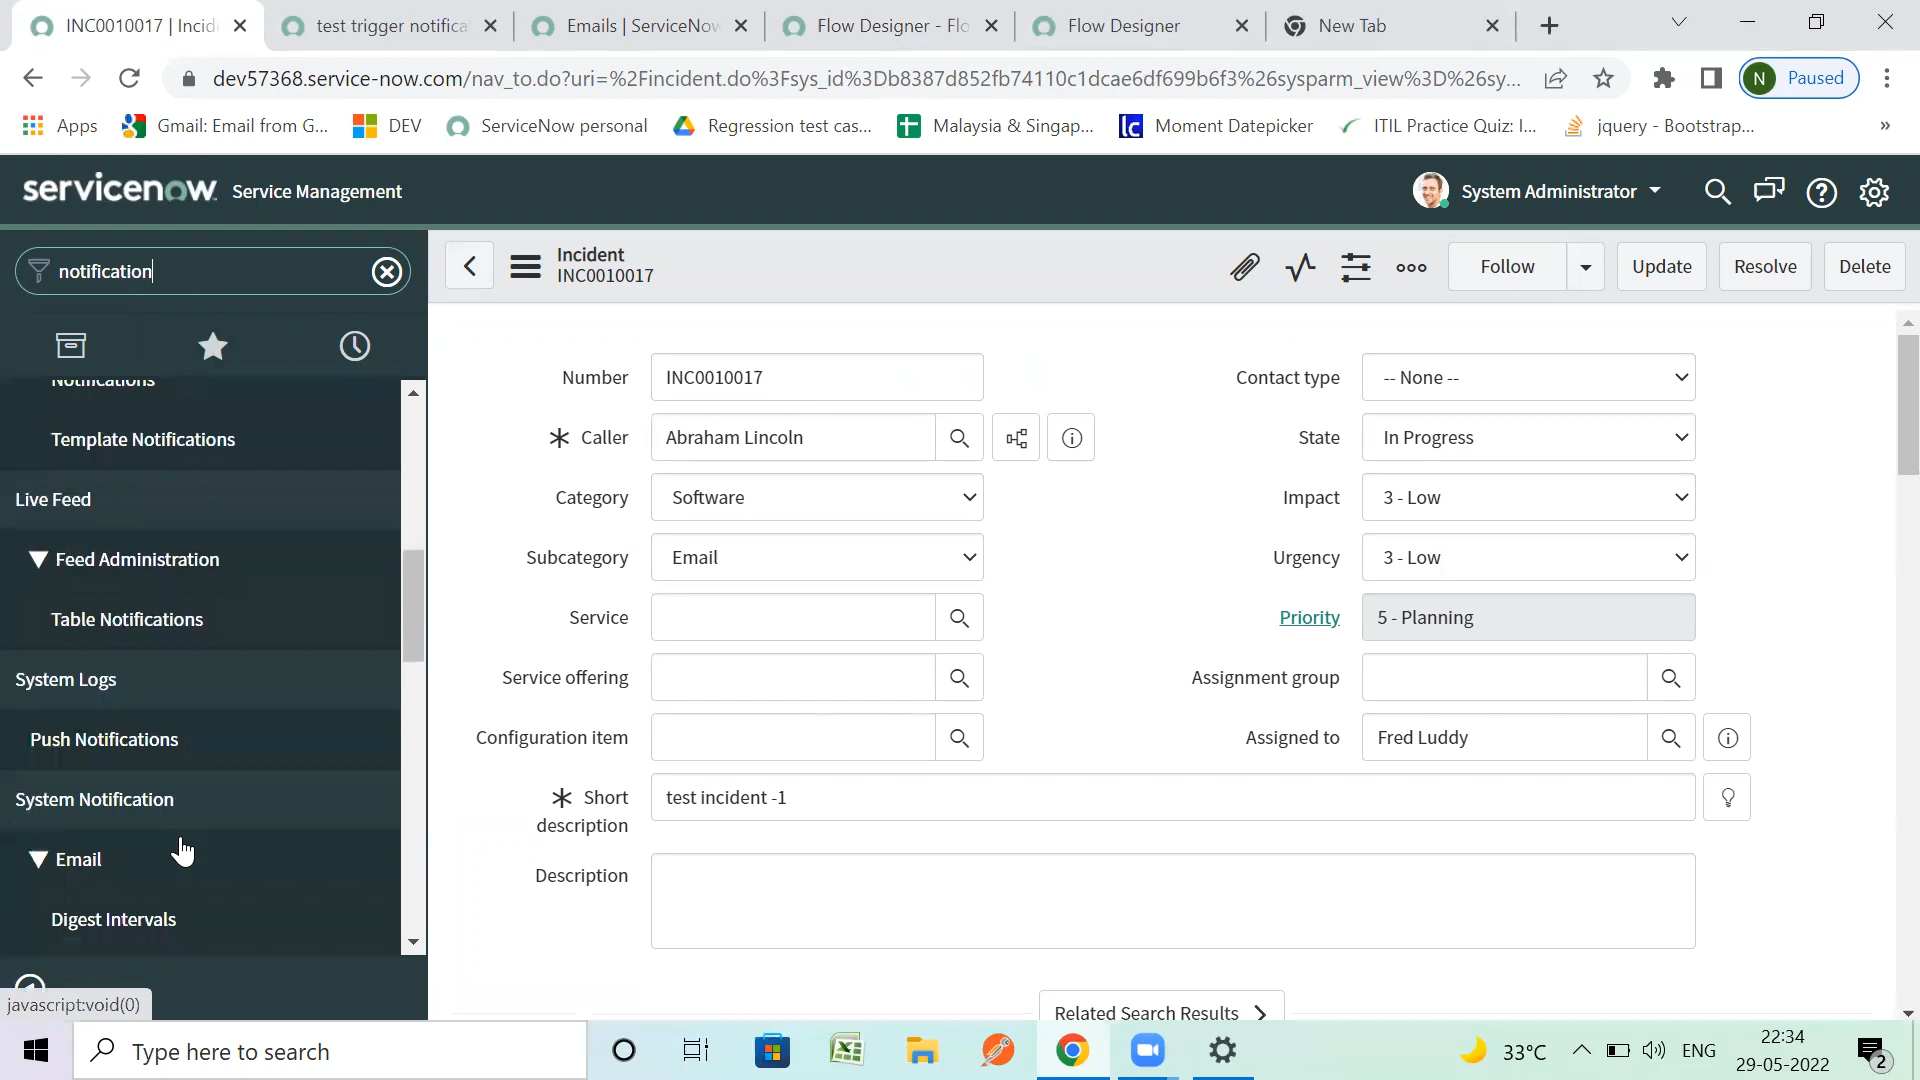 INC0010017 | Incid
test trigger notifica
Emails | ServiceNow
Flow Designer - Flo
Flow Designer
New Tab
dev57368.service-now.com/nav_to.do?uri=%2Fincident.do%3Fsys_id%3Db8387d852fb74110c1dcae6df699b6f3%26sysparm_view%3D%26sy...
N Paused
Apps
Gmail: Email from G...
DEV
ServiceNow personal
Regression test cas...
Malaysia & Singap...
lc Moment Datepicker
ITIL Practice Quiz: I...
jquery - Bootstrap...
»
servicenow. Service Management
System Administrator
notification
Notifications
Template Notifications
Live Feed
Feed Administration
Table Notifications
System Logs
Push Notifications
System Notification
Email
Digest Intervals
javascript:void(0)
Incident
INC0010017
Follow
Update
Resolve
Delete
Number INC0010017
Contact type -- None --
Caller Abraham Lincoln
State In Progress
Category Software
Impact 3 - Low
Subcategory Email
Urgency 3 - Low
Service
Priority 5 - Planning
Service offering
Assignment group
Configuration item
Assigned to Fred Luddy
Short description test incident -1
Description
Related Search Results
Type here to search
33°C
ENG
22:34
29-05-2022
2